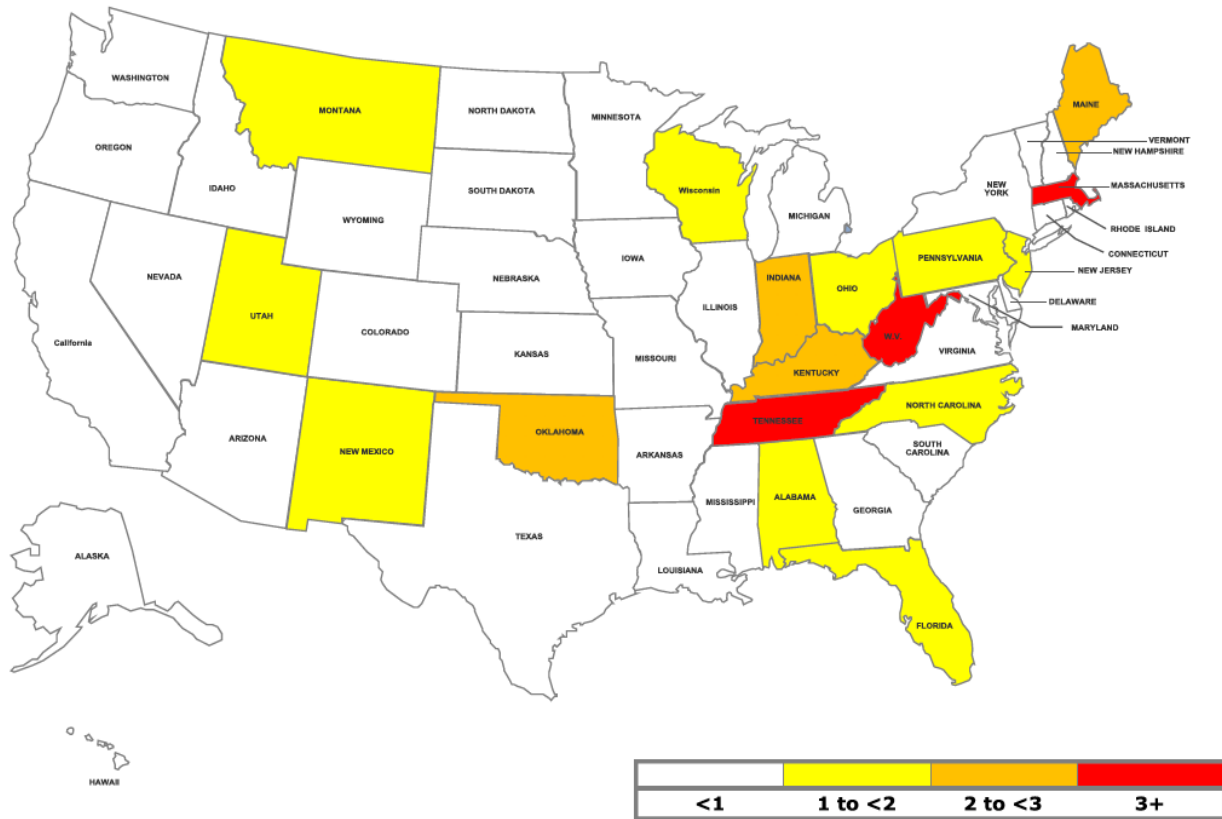 WASHINGTON
MONTANA
NORTH DAKOTA
MINNESOTA
MAINE
VERMONT
NEW HAMPSHIRE
OREGON
IDAHO
SOUTH DAKOTA
Wisconsin
MICHIGAN
NEW
YORK
MASSACHUSETTS
WYOMING
RHODE ISLAND
CONNECTICUT
NEVADA
NEBRASKA
IOWA
INDIANA
OHIO
PENNSYLVANIA
NEW JERSEY
UTAH
COLORADO
ILLINOIS
DELAWARE
MARYLAND
California
KANSAS
MISSOURI
W.V.
VIRGINIA
KENTUCKY
NORTH CAROLINA
TENNESSEE
ARIZONA
NEW MEXICO
OKLAHOMA
ARKANSAS
SOUTH
CAROLINA
MISSISSIPPI
ALABAMA
GEORGIA
TEXAS
LOUISIANA
ALASKA
FLORIDA
HAWAII
<1
1 to <2
2 to <3
3+